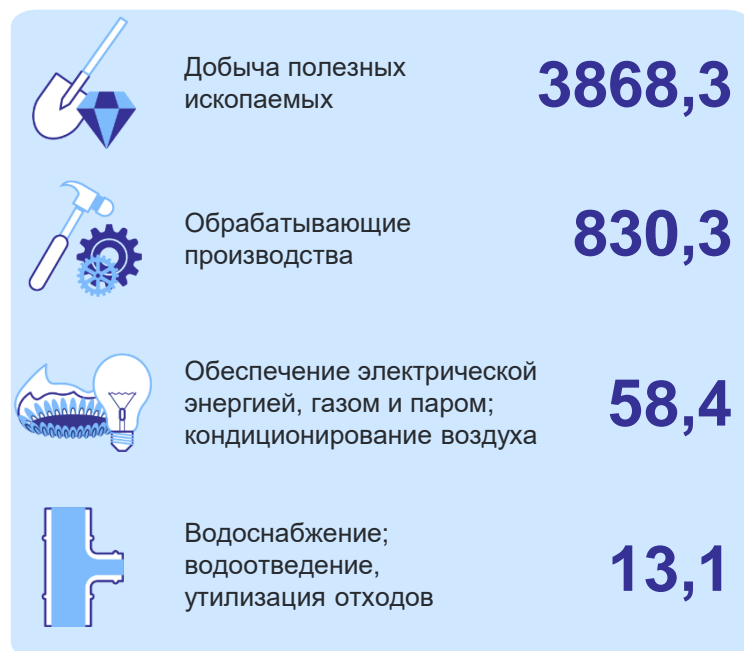 Добыча полезных
ископаемых
3868,3
Обрабатывающие
производства
830,3
Обеспечение электрической
энергией, газом и паром;
кондиционирование воздуха
58,4
Водоснабжение;
водоотведение,
утилизация отходов
13,1